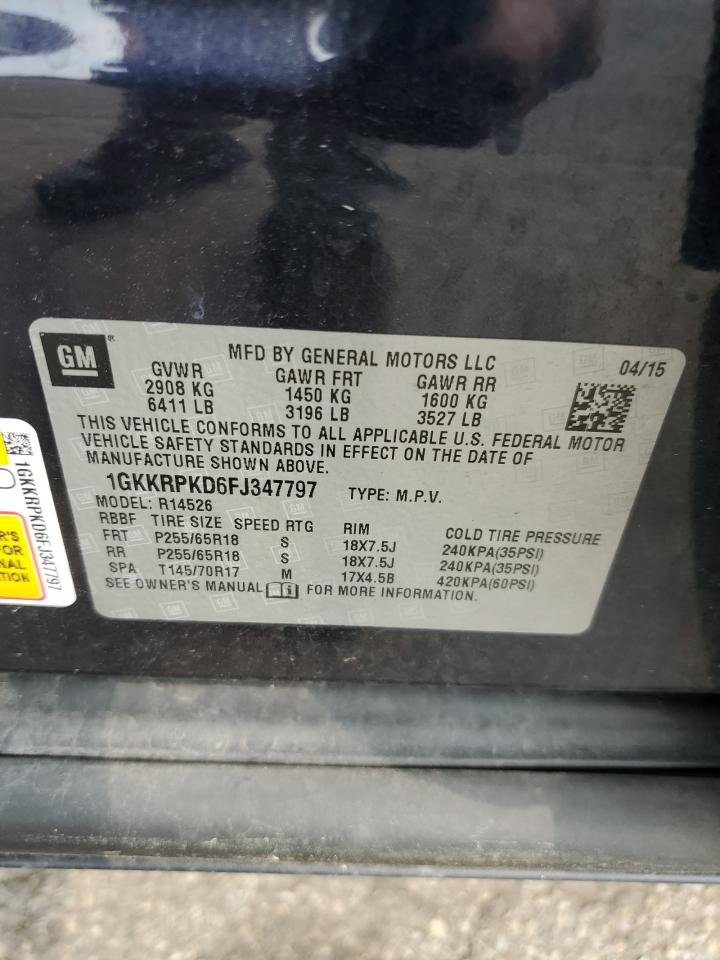 GM
MFD BY GENERAL MOTORS LLC
04/15
GVWR GAWR FRT GAWR RR
2908 KG 1450 KG 1600 KG
6411 LB 3196 LB 3527 LB
THIS VEHICLE CONFORMS TO ALL APPLICABLE U.S. FEDERAL MOTOR
VEHICLE SAFETY STANDARDS IN EFFECT ON THE DATE OF
MANUFACTURE SHOWN ABOVE.
1GKKRPKD6FJ347797 TYPE: M.P.V.
MODEL: R14526
RBBF TIRE SIZE SPEED RTG RIM COLD TIRE PRESSURE
FRT P255/65R18 S 18X7.5J 240KPA(35PSI)
RR P255/65R18 S 18X7.5J 240KPA(35PSI)
SPA T145/70R17 M 17X4.5B 420KPA(60PSI)
SEE OWNER'S MANUAL i FOR MORE INFORMATION.
1GKKRPKD6FJ347797
R'S
FOR
NAL
ATION